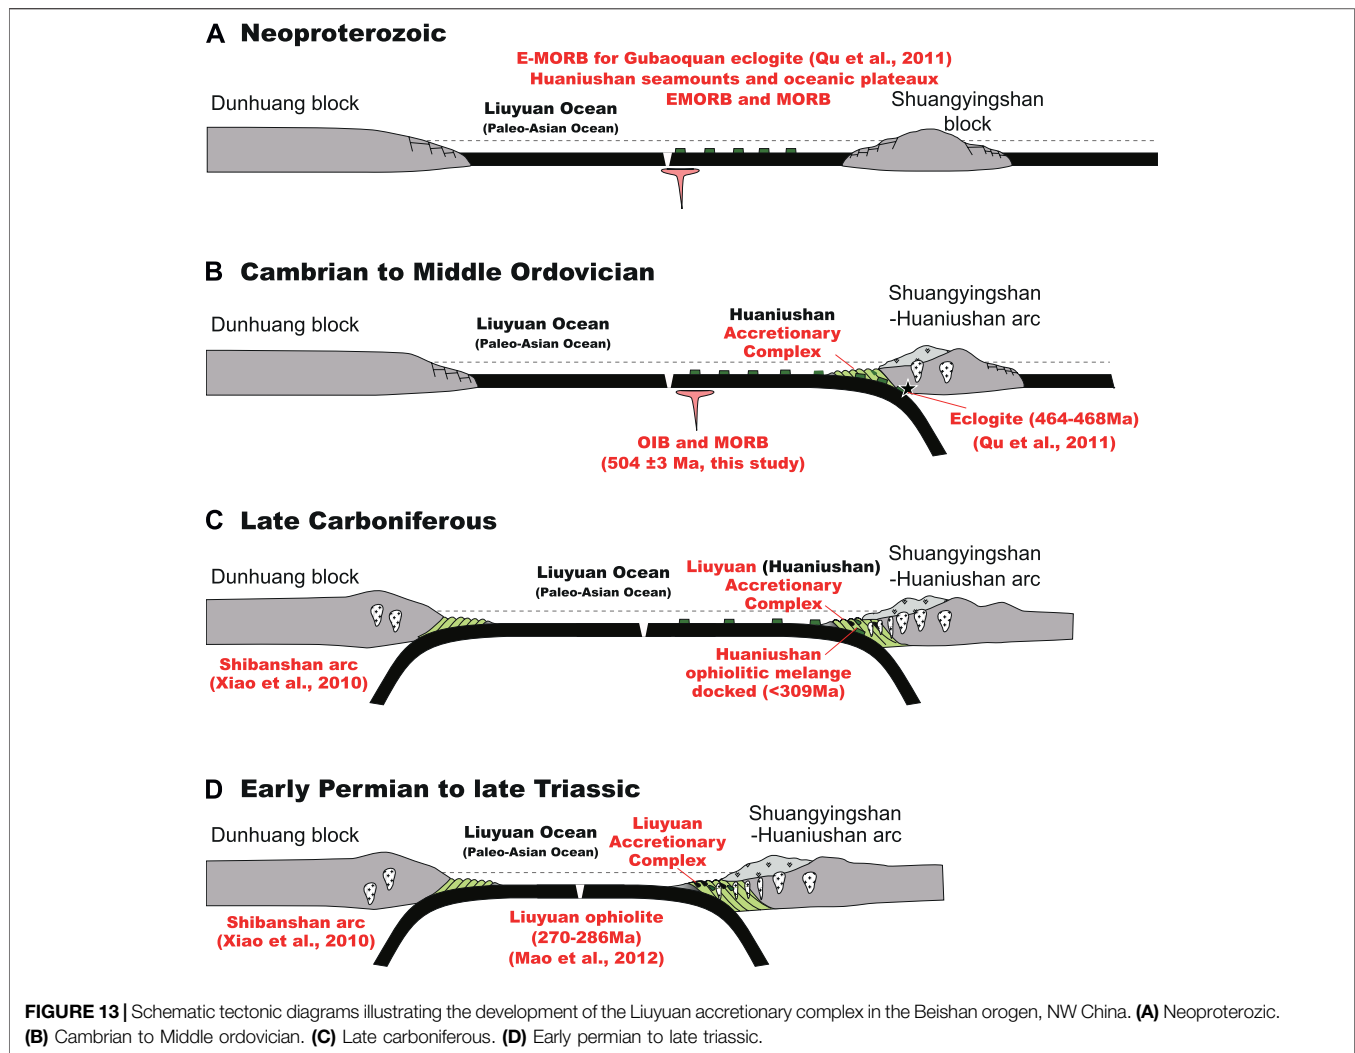 A Neoproterozoic
E-MORB for Gubaoquan eclogite (Qu et al., 2011)
Huaniushan seamounts and oceanic plateaux
EMORB and MORB
Dunhuang block
Liuyuan Ocean
(Paleo-Asian Ocean)
Shuangyingshan
block
B Cambrian to Middle Ordovician
Dunhuang block
Liuyuan Ocean
(Paleo-Asian Ocean)
Huaniushan
Accretionary
Complex
Shuangyingshan
-Huaniushan arc
Eclogite (464-468Ma)
(Qu et al., 2011)
OIB and MORB
(504 ±3 Ma, this study)
C Late Carboniferous
Dunhuang block
Liuyuan Ocean
(Paleo-Asian Ocean)
Liuyuan (Huaniushan)
Accretionary
Complex
Shuangyingshan
-Huaniushan arc
Shibanshan arc
(Xiao et al., 2010)
Huaniushan
ophiolitic melange
docked (<309Ma)
D Early Permian to late Triassic
Dunhuang block
Liuyuan Ocean
(Paleo-Asian Ocean)
Liuyuan
Accretionary
Complex
Shuangyingshan
-Huaniushan arc
Shibanshan arc
(Xiao et al., 2010)
Liuyuan ophiolite
(270-286Ma)
(Mao et al., 2012)
FIGURE 13 | Schematic tectonic diagrams illustrating the development of the Liuyuan accretionary complex in the Beishan orogen, NW China. (A) Neoproterozic.
(B) Cambrian to Middle ordovician. (C) Late carboniferous. (D) Early permian to late triassic.